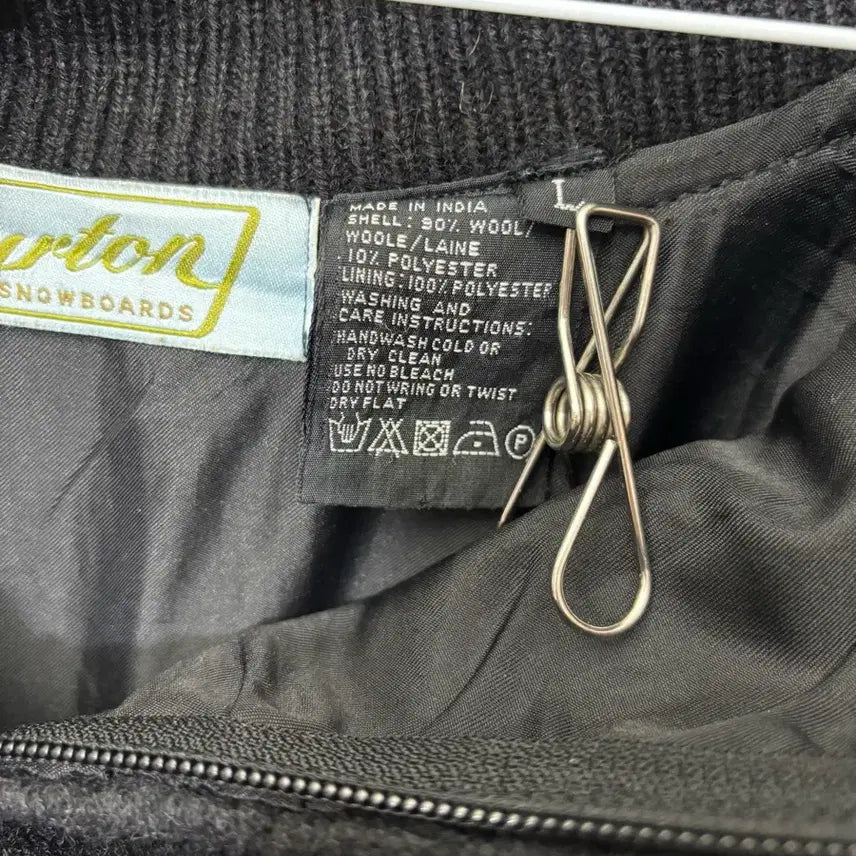 urton
SNOWBOARDS
L
MADE IN INDIA
SHELL: 90% WOOL/
WOOLE/LAINE
10% POLYESTER
LINING: 100% POLYESTER
WASHING AND
CARE INSTRUCTIONS:
HANDWASH COLD OR
DRY CLEAN
USE NO BLEACH
DO NOT WRING OR TWIST
DRY FLAT
P